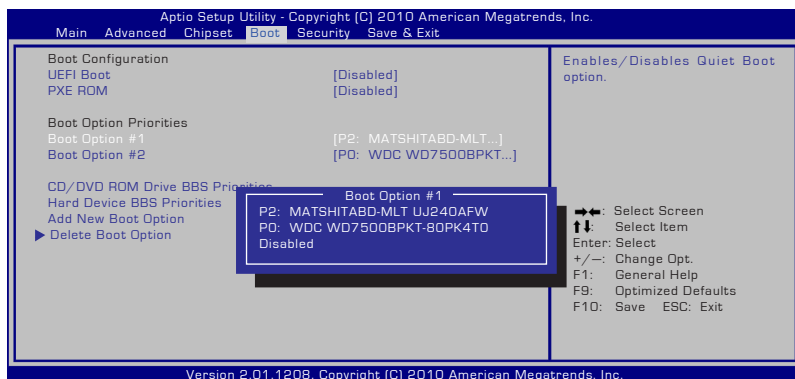 Aptio Setup Utility - Copyright (C) 2010 American Megatrends, Inc.
Main Advanced Chipset Boot Security Save & Exit
Boot Configuration
UEFI Boot [Disabled]
PXE ROM [Disabled]
Boot Option Priorities
Boot Option #1 [P2: MATSHITABD-MLT...]
Boot Option #2 [P0: WDC WD7500BPKT...]
CD/DVD ROM Drive BBS Priorities
Hard Device BBS Priorities
Add New Boot Option
Delete Boot Option
Boot Option #1
P2: MATSHITABD-MLT UJ240AFW
P0: WDC WD7500BPKT-80PK4T0
Disabled
Enables/Disables Quiet Boot
option.
→←: Select Screen
↑↓: Select Item
Enter: Select
+/—: Change Opt.
F1: General Help
F9: Optimized Defaults
F10: Save ESC: Exit
Version 2.01.1208. Copyright (C) 2010 American Megatrends, Inc.